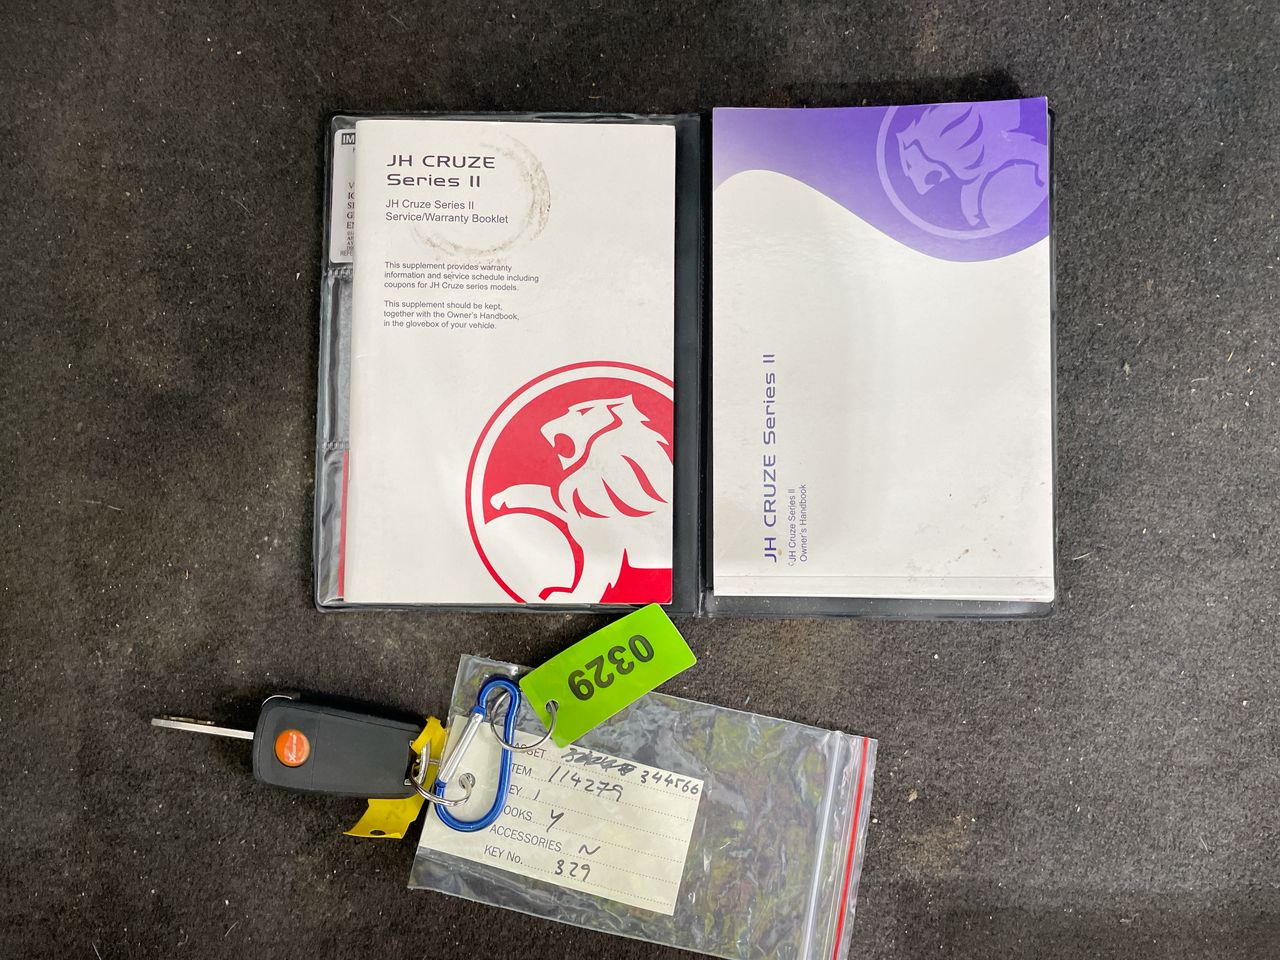 JH CRUZE
Series II
JH Cruze Series II
Service/Warranty Booklet
This supplement provides warranty
information and service schedule including
coupons for JH Cruze series models.
This supplement should be kept,
together with the Owner's Handbook,
in the glovebox of your vehicle.
JH CRUZE Series II
JH Cruze Series II
Owner's Handbook
0329
ASSET 344566
ITEM 114279
KEY 1
BOOKS Y
ACCESSORIES N
KEY No. 329